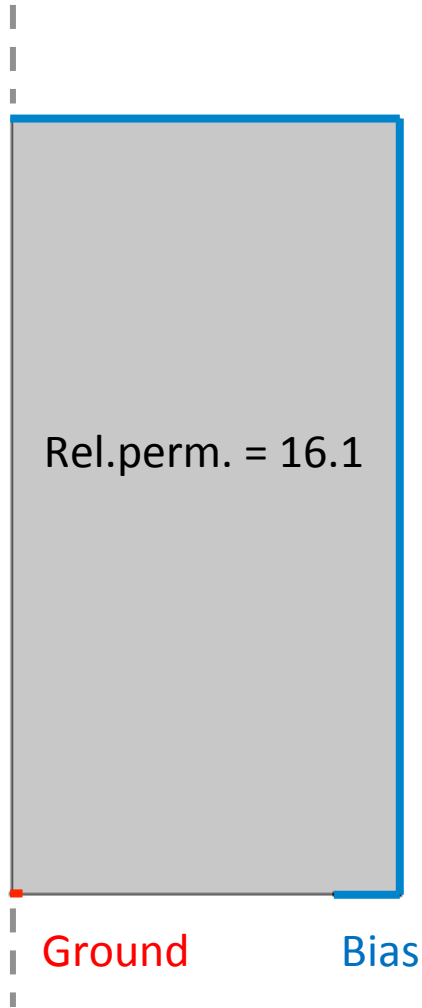 Rel.perm. = 16.1
Ground
Bias